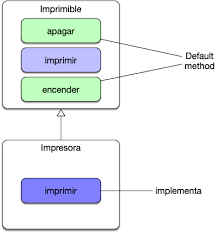 Imprimible
apagar
imprimir
encender
Default
method
Impresora
imprimir
implementa